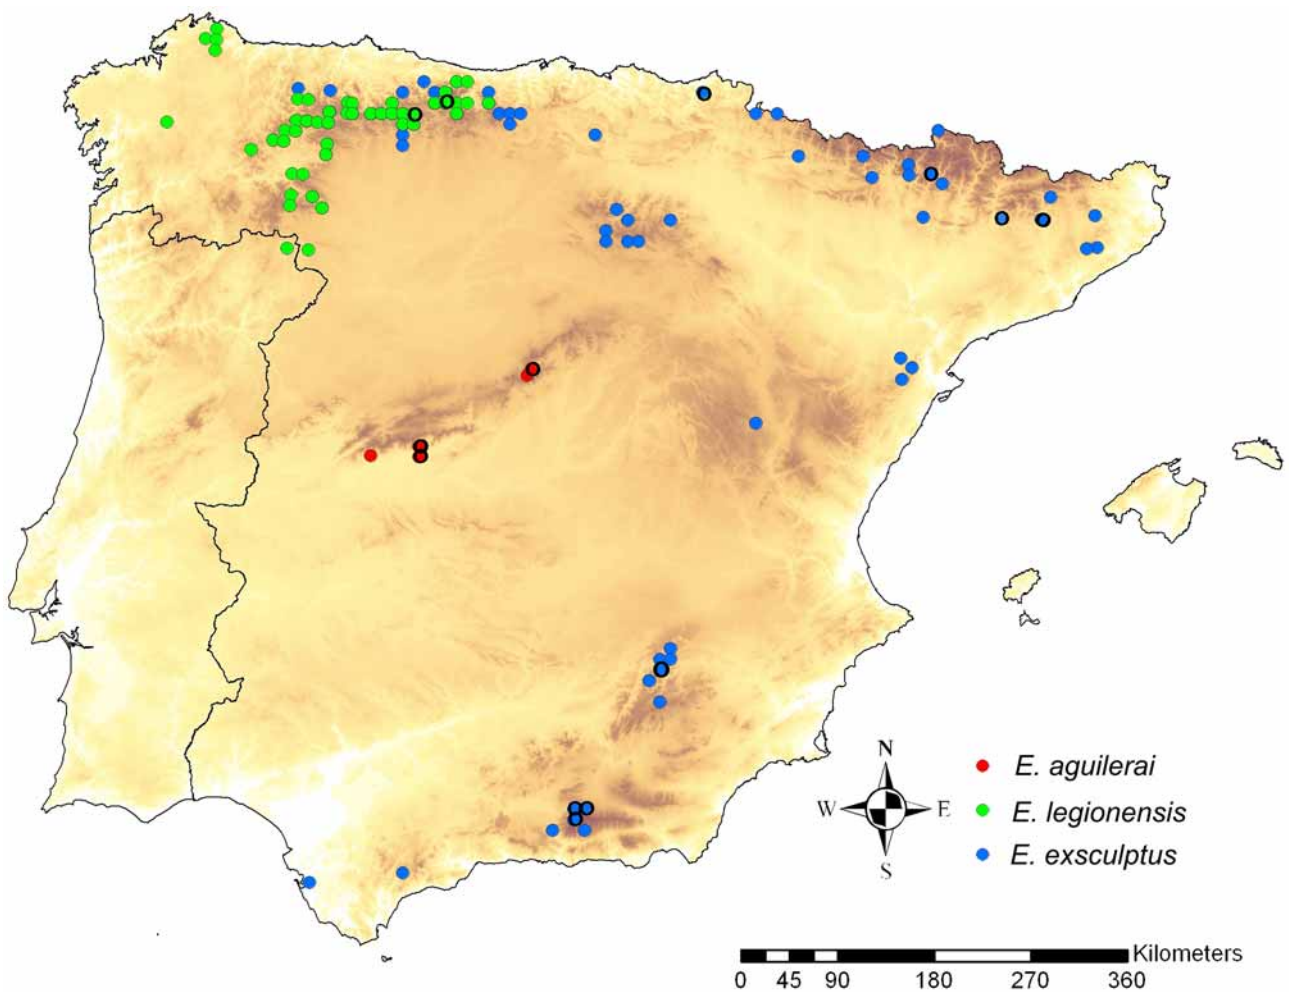 N
W E
S
E. aguilerai
E. legionensis
E. exsculptus
Kilometers
0 45 90 180 270 360